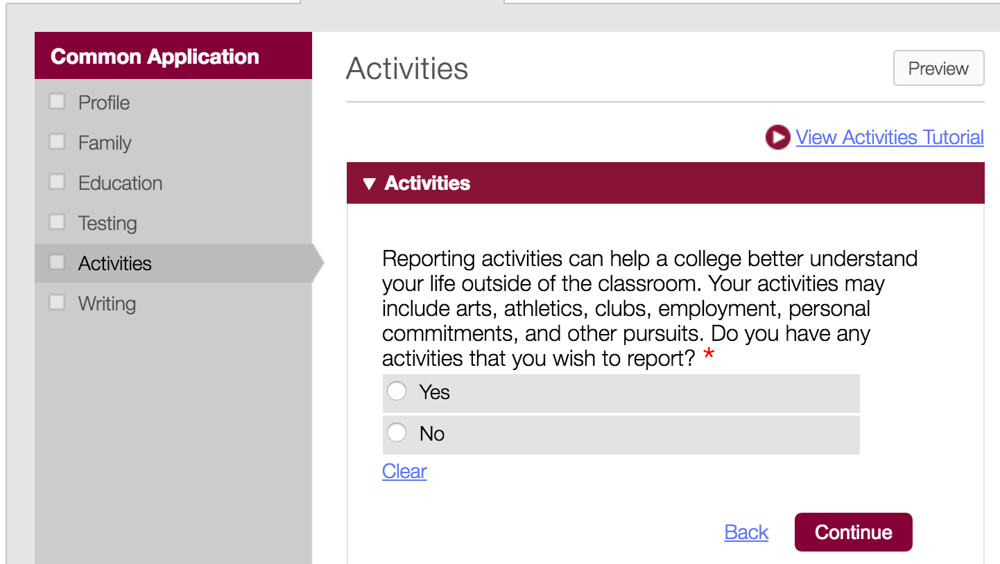 Common Application
Profile
Family
Education
Testing
Activities
Writing
Activities
Preview
View Activities Tutorial
▼ Activities
Reporting activities can help a college better understand
your life outside of the classroom. Your activities may
include arts, athletics, clubs, employment, personal
commitments, and other pursuits. Do you have any
activities that you wish to report? *
Yes
No
Clear
Back
Continue